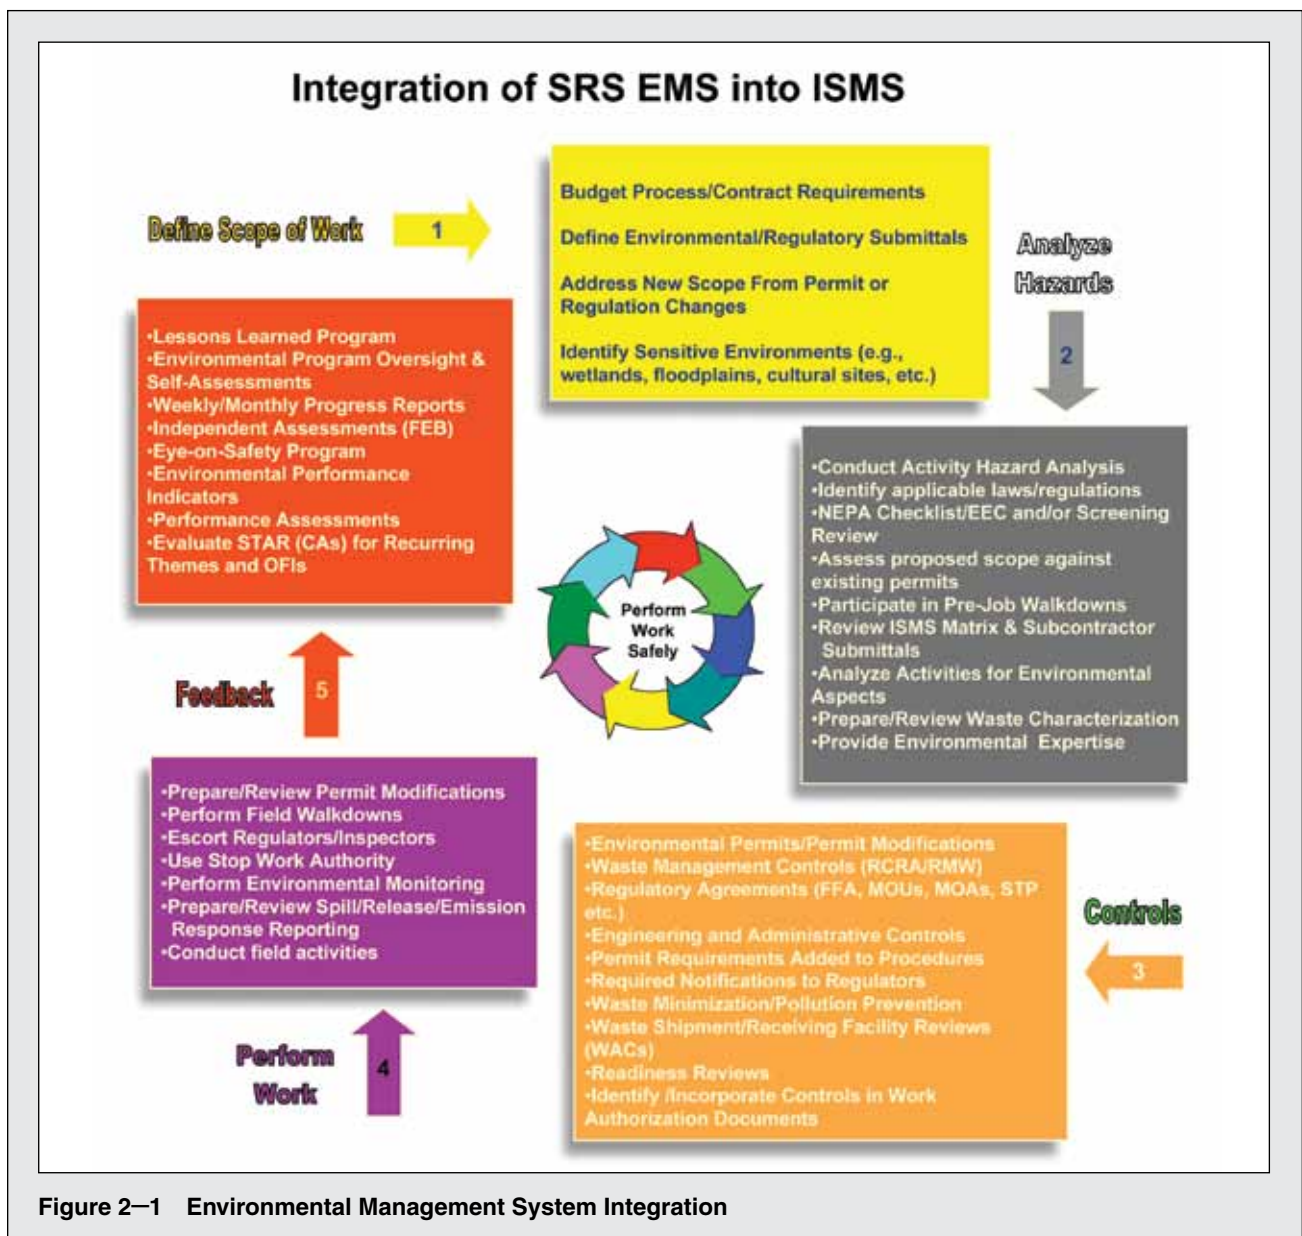 Integration of SRS EMS into ISMS
Define Scope of Work
1
Budget Process/Contract Requirements
Define Environmental/Regulatory Submittals
Address New Scope From Permit or
Regulation Changes
Identify Sensitive Environments (e.g.,
wetlands, floodplains, cultural sites, etc.)
Analyze
Hazards
2
•Conduct Activity Hazard Analysis
•Identify applicable laws/regulations
•NEPA Checklist/EEC and/or Screening
Review
•Assess proposed scope against
existing permits
•Participate in Pre-Job Walkdowns
•Review ISMS Matrix & Subcontractor
Submittals
•Analyze Activities for Environmental
Aspects
•Prepare/Review Waste Characterization
•Provide Environmental Expertise
Controls
3
•Environmental Permits/Permit Modifications
•Waste Management Controls (RCRA/RMW)
•Regulatory Agreements (FFA, MOUs, MOAs, STP
etc.)
•Engineering and Administrative Controls
•Permit Requirements Added to Procedures
•Required Notifications to Regulators
•Waste Minimization/Pollution Prevention
•Waste Shipment/Receiving Facility Reviews
(WACs)
•Readiness Reviews
•Identify /Incorporate Controls in Work
Authorization Documents
Perform
Work
4
•Prepare/Review Permit Modifications
•Perform Field Walkdowns
•Escort Regulators/Inspectors
•Use Stop Work Authority
•Perform Environmental Monitoring
•Prepare/Review Spill/Release/Emission
Response Reporting
•Conduct field activities
Feedback
5
•Lessons Learned Program
•Environmental Program Oversight &
Self-Assessments
•Weekly/Monthly Progress Reports
•Independent Assessments (FEB)
•Eye-on-Safety Program
•Environmental Performance
Indicators
•Performance Assessments
•Evaluate STAR (CAs) for Recurring
Themes and OFIs
Perform
Work
Safely
Figure 2—1 Environmental Management System Integration